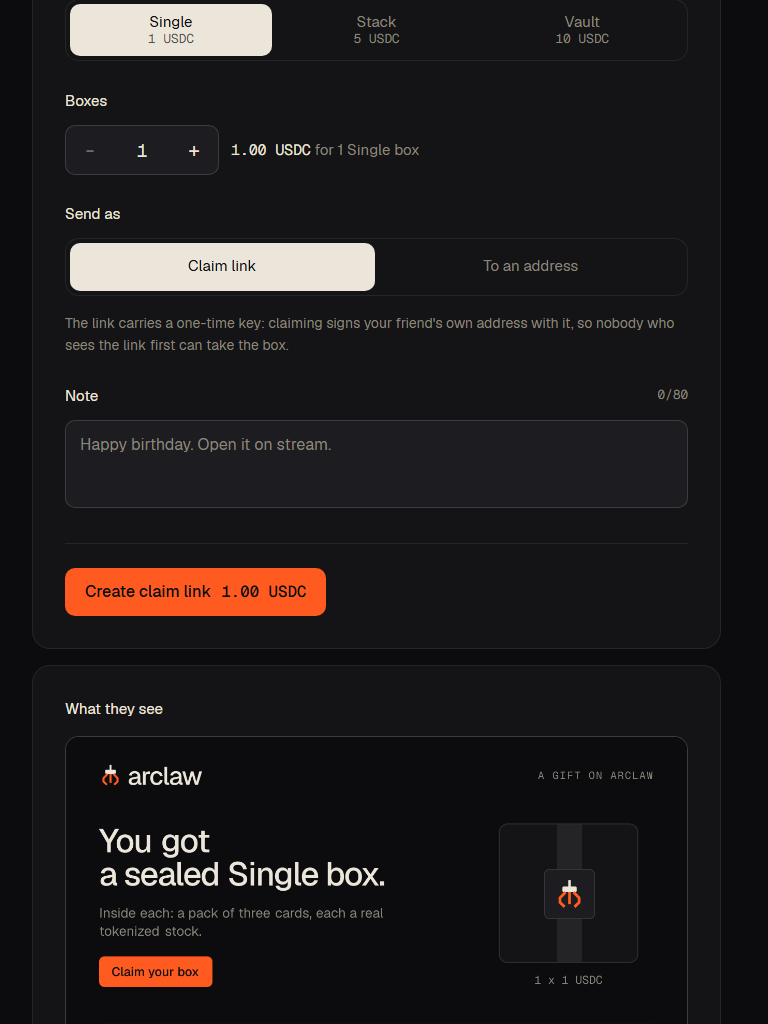 Single
1 USDC
Stack
5 USDC
Vault
10 USDC
Boxes
- 1 + 1.00 USDC for 1 Single box
Send as
Claim link
To an address
The link carries a one-time key: claiming signs your friend's own address with it, so nobody who
sees the link first can take the box.
Note
0/80
Happy birthday. Open it on stream.
Create claim link 1.00 USDC
What they see
arclaw
A GIFT ON ARCLAW
You got
a sealed Single box.
Inside each: a pack of three cards, each a real
tokenized stock.
Claim your box
1 x 1 USDC